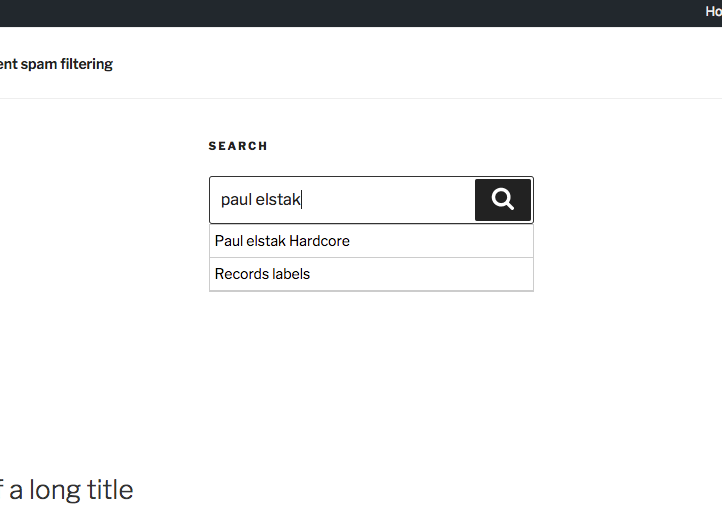 Ho
ent spam filtering
SEARCH
paul elstak
Paul elstak Hardcore
Records labels
f a long title